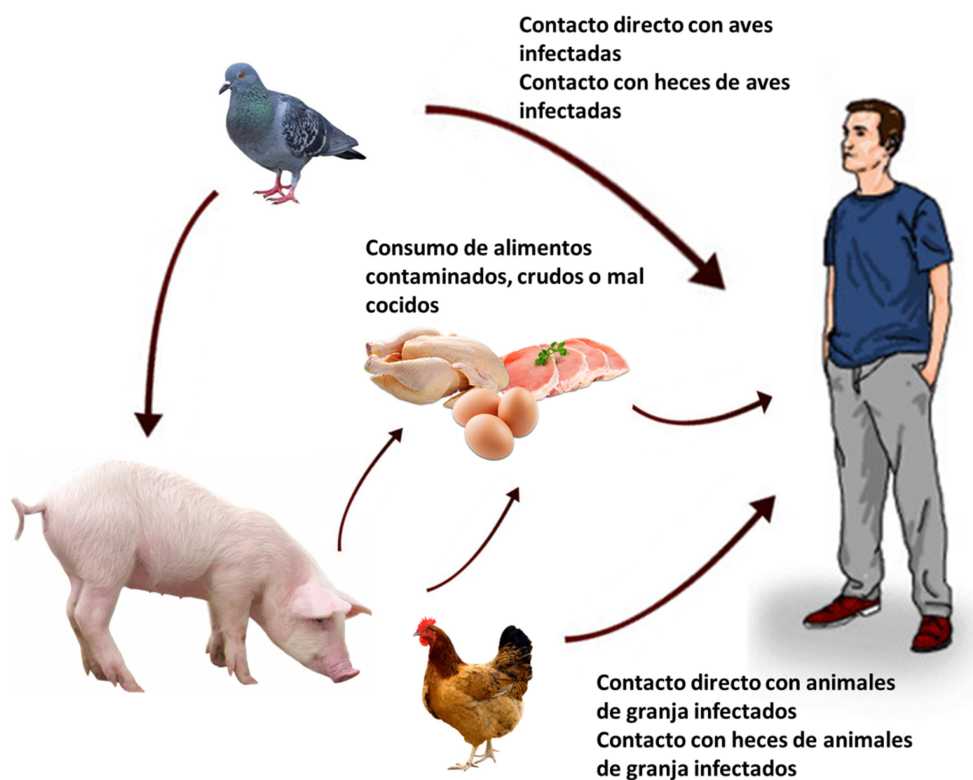 Contacto directo con aves
infectadas
Contacto con heces de aves
infectadas
Consumo de alimentos
contaminados, crudos o mal
cocidos
Contacto directo con animales
de granja infectados
Contacto con heces de animales
de granja infectados